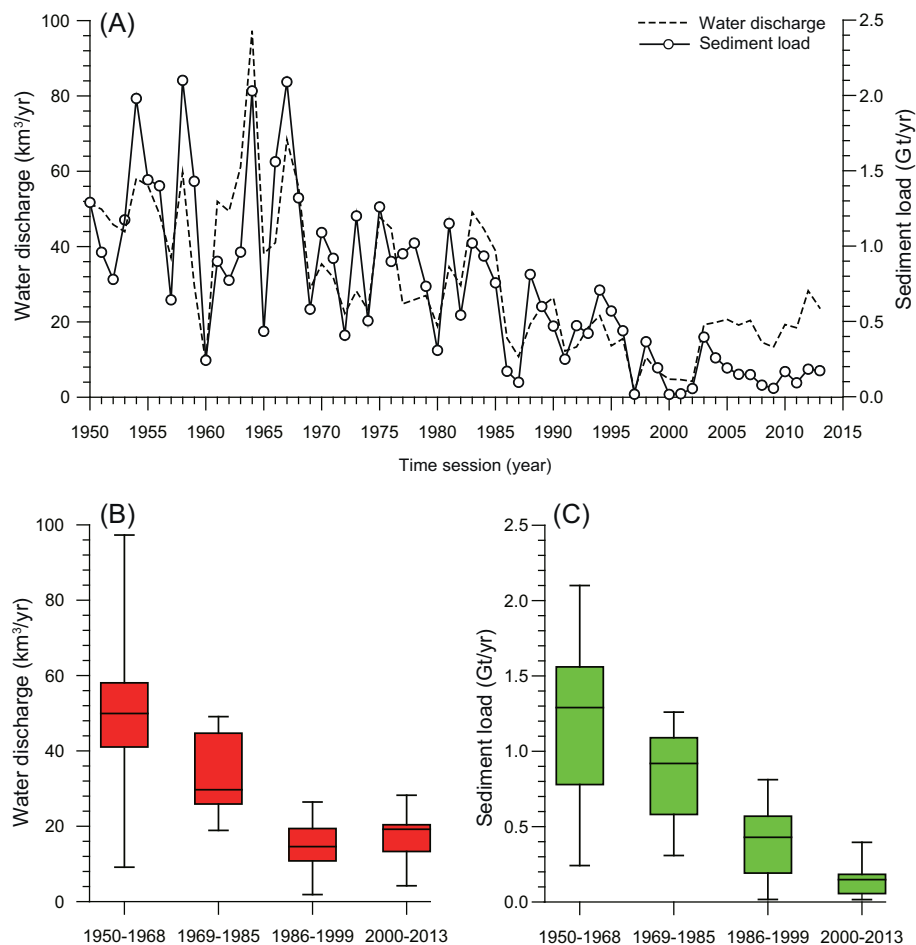 (A)
Water discharge
Sediment load
Water discharge (km³/yr)
100
80
60
40
20
0
Sediment load (Gt/yr)
2.5
2.0
1.5
1.0
0.5
0.0
1950 1955 1960 1965 1970 1975 1980 1985 1990 1995 2000 2005 2010 2015
Time session (year)
(B)
Water discharge (km³/yr)
100
80
60
40
20
0
1950-1968 1969-1985 1986-1999 2000-2013
(C)
Sediment load (Gt/yr)
2.5
2.0
1.5
1.0
0.5
0.0
1950-1968 1969-1985 1986-1999 2000-2013